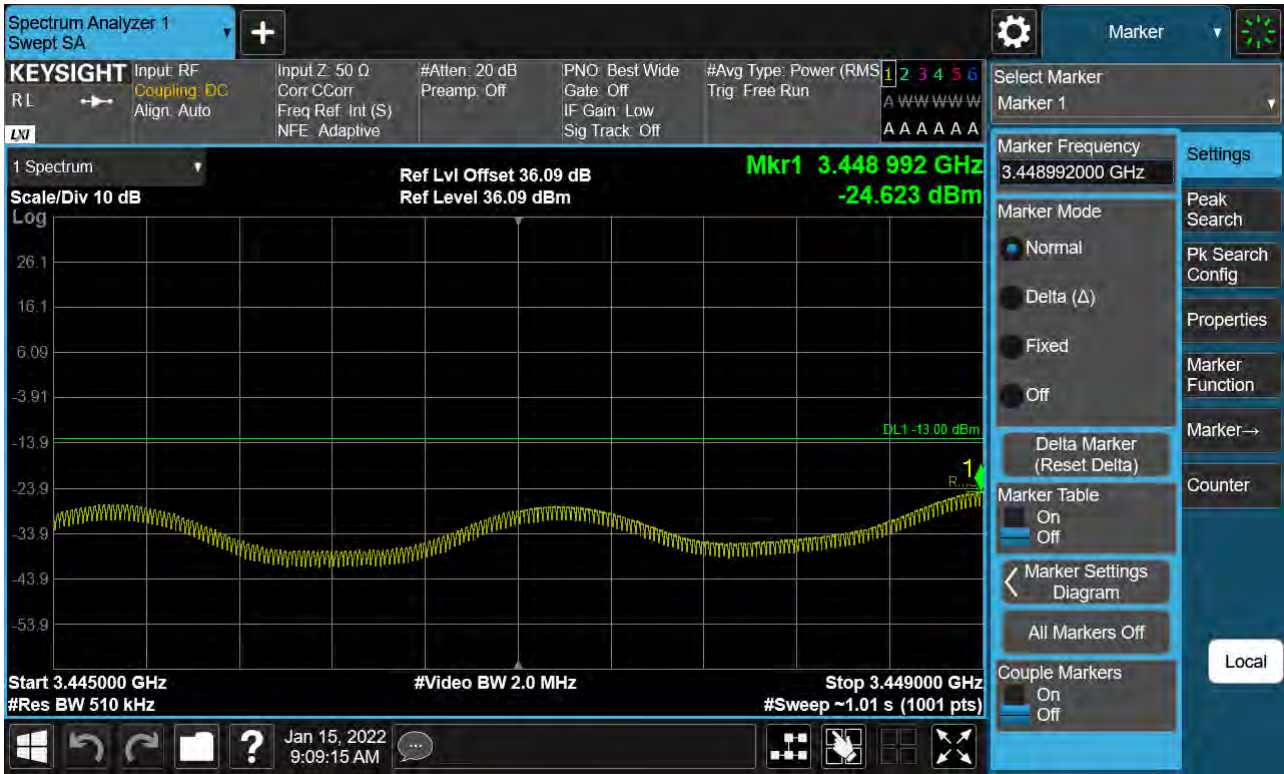 Spectrum Analyzer 1
Swept SA
+
Marker
KEYSIGHT
RL
LXI
Input: RF
Coupling: DC
Align: Auto
Input Z: 50 Ω
Corr CCorr
Freq Ref: Int (S)
NFE: Adaptive
#Atten: 20 dB
Preamp: Off
PNO: Best Wide
Gate: Off
IF Gain: Low
Sig Track: Off
#Avg Type: Power (RMS
Trig: Free Run
1 2 3 4 5 6
A W W W W W
A A A A A A
Select Marker
Marker 1
1 Spectrum
Scale/Div 10 dB
Log
Ref Lvl Offset 36.09 dB
Ref Level 36.09 dBm
Mkr1 3.448 992 GHz
-24.623 dBm
26.1
16.1
6.09
-3.91
-13.9
-23.9
-33.9
-43.9
-53.9
DL1 -13.00 dBm
1
Start 3.445000 GHz
#Res BW 510 kHz
#Video BW 2.0 MHz
Stop 3.449000 GHz
#Sweep ~1.01 s (1001 pts)
Marker Frequency
3.448992000 GHz
Marker Mode
Normal
Delta (Δ)
Fixed
Off
Delta Marker
(Reset Delta)
Marker Table
On
Off
Marker Settings
Diagram
All Markers Off
Couple Markers
On
Off
Settings
Peak
Search
Pk Search
Config
Properties
Marker
Function
Marker→
Counter
Local
?
Jan 15, 2022
9:09:15 AM